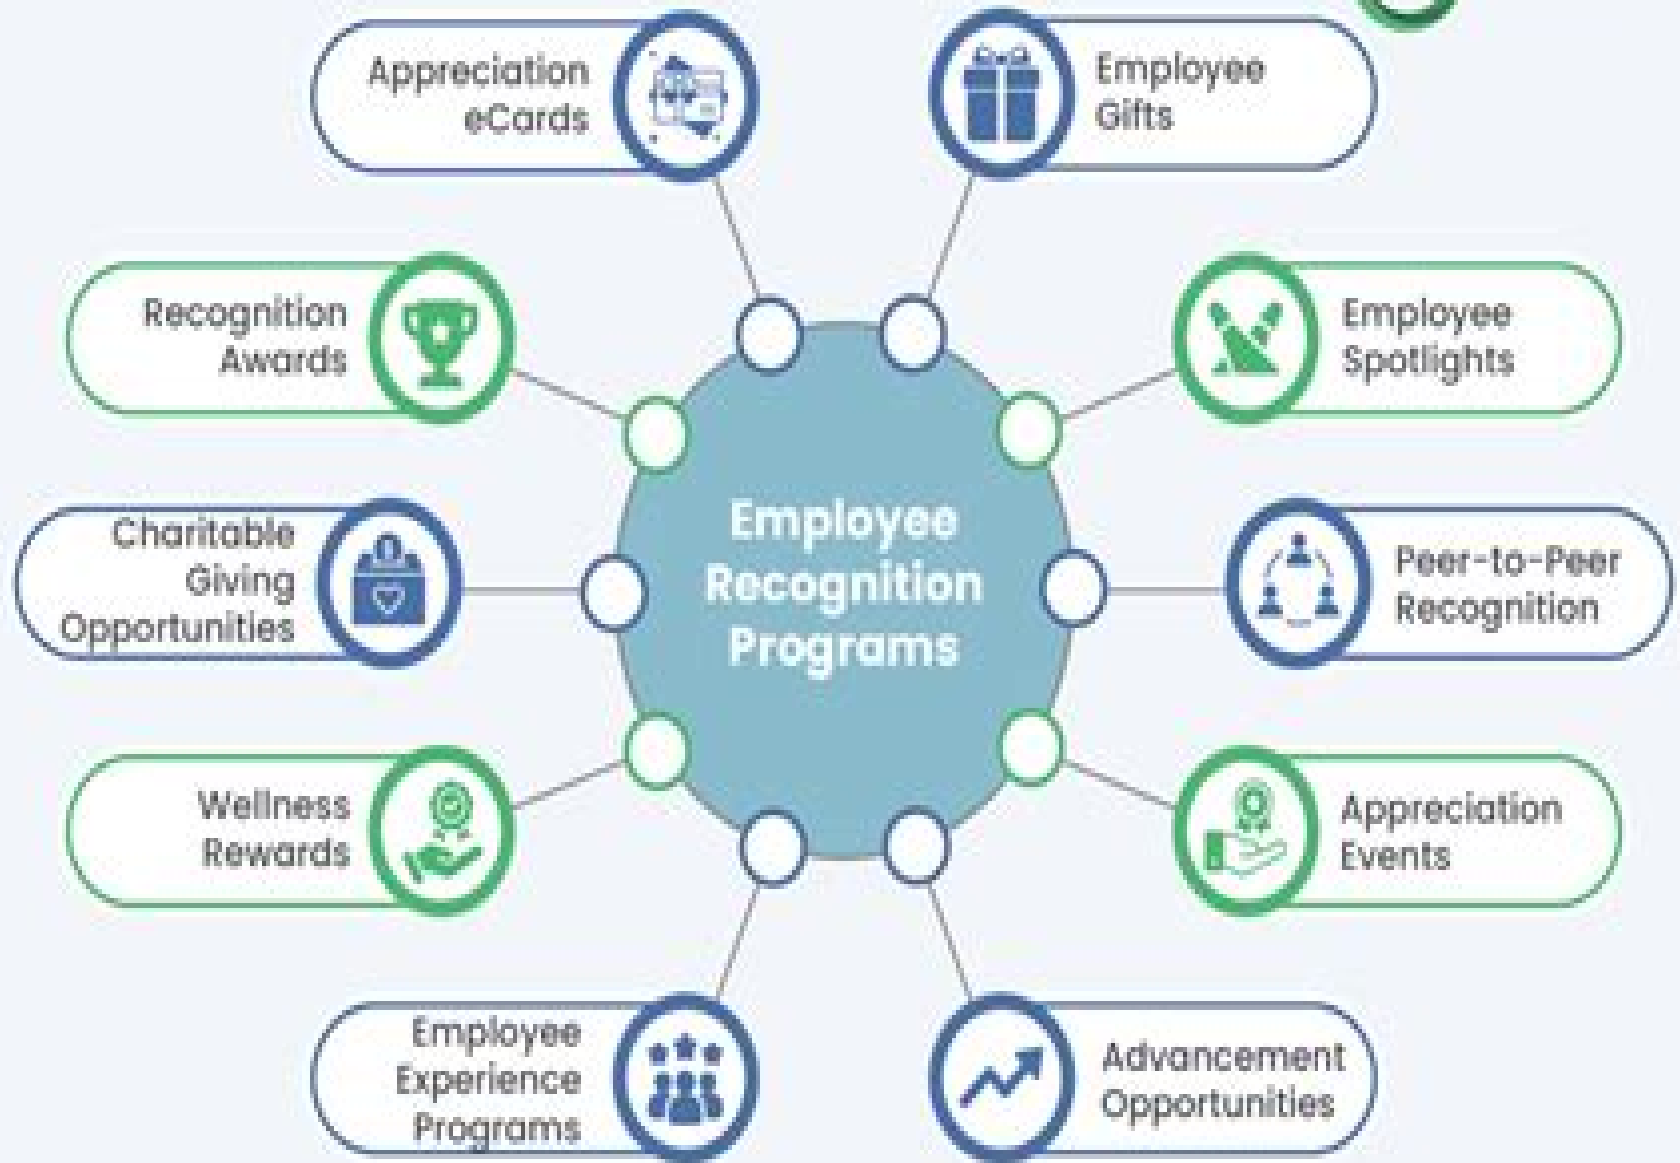 Appreciation
eCards
Employee
Gifts
Recognition
Awards
Employee
Spotlights
Charitable
Giving
Opportunities
Employee
Recognition
Programs
Peer-to-Peer
Recognition
Wellness
Rewards
Appreciation
Events
Employee
Experience
Programs
Advancement
Opportunities